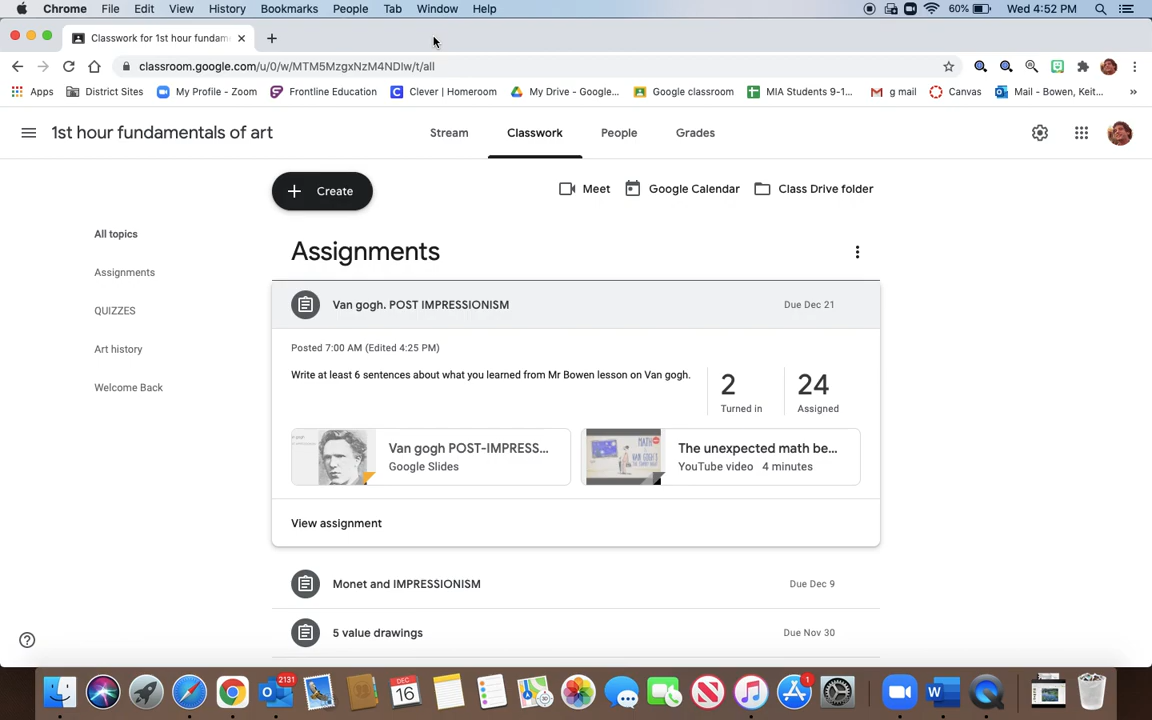 Chrome File Edit View History Bookmarks People Tab Window Help 60% Wed 4:52 PM
Classwork for 1st hour fundam
classroom.google.com/u/0/w/MTM5MzgxNzM4NDIw/t/all
Apps District Sites My Profile - Zoom Frontline Education Clever | Homeroom My Drive - Google... Google classroom MIA Students 9-1... g mail Canvas Mail - Bowen, Keit... »
1st hour fundamentals of art Stream Classwork People Grades
Create Meet Google Calendar Class Drive folder
All topics
Assignments
QUIZZES
Art history
Welcome Back
Assignments
Van gogh. POST IMPRESSIONISM Due Dec 21
Posted 7:00 AM (Edited 4:25 PM)
Write at least 6 sentences about what you learned from Mr Bowen lesson on Van gogh.
2 24
Turned in Assigned
Van gogh POST-IMPRESS... The unexpected math be...
Google Slides YouTube video 4 minutes
MATH
View assignment
Monet and IMPRESSIONISM Due Dec 9
5 value drawings Due Nov 30
2131
DEC
16
1